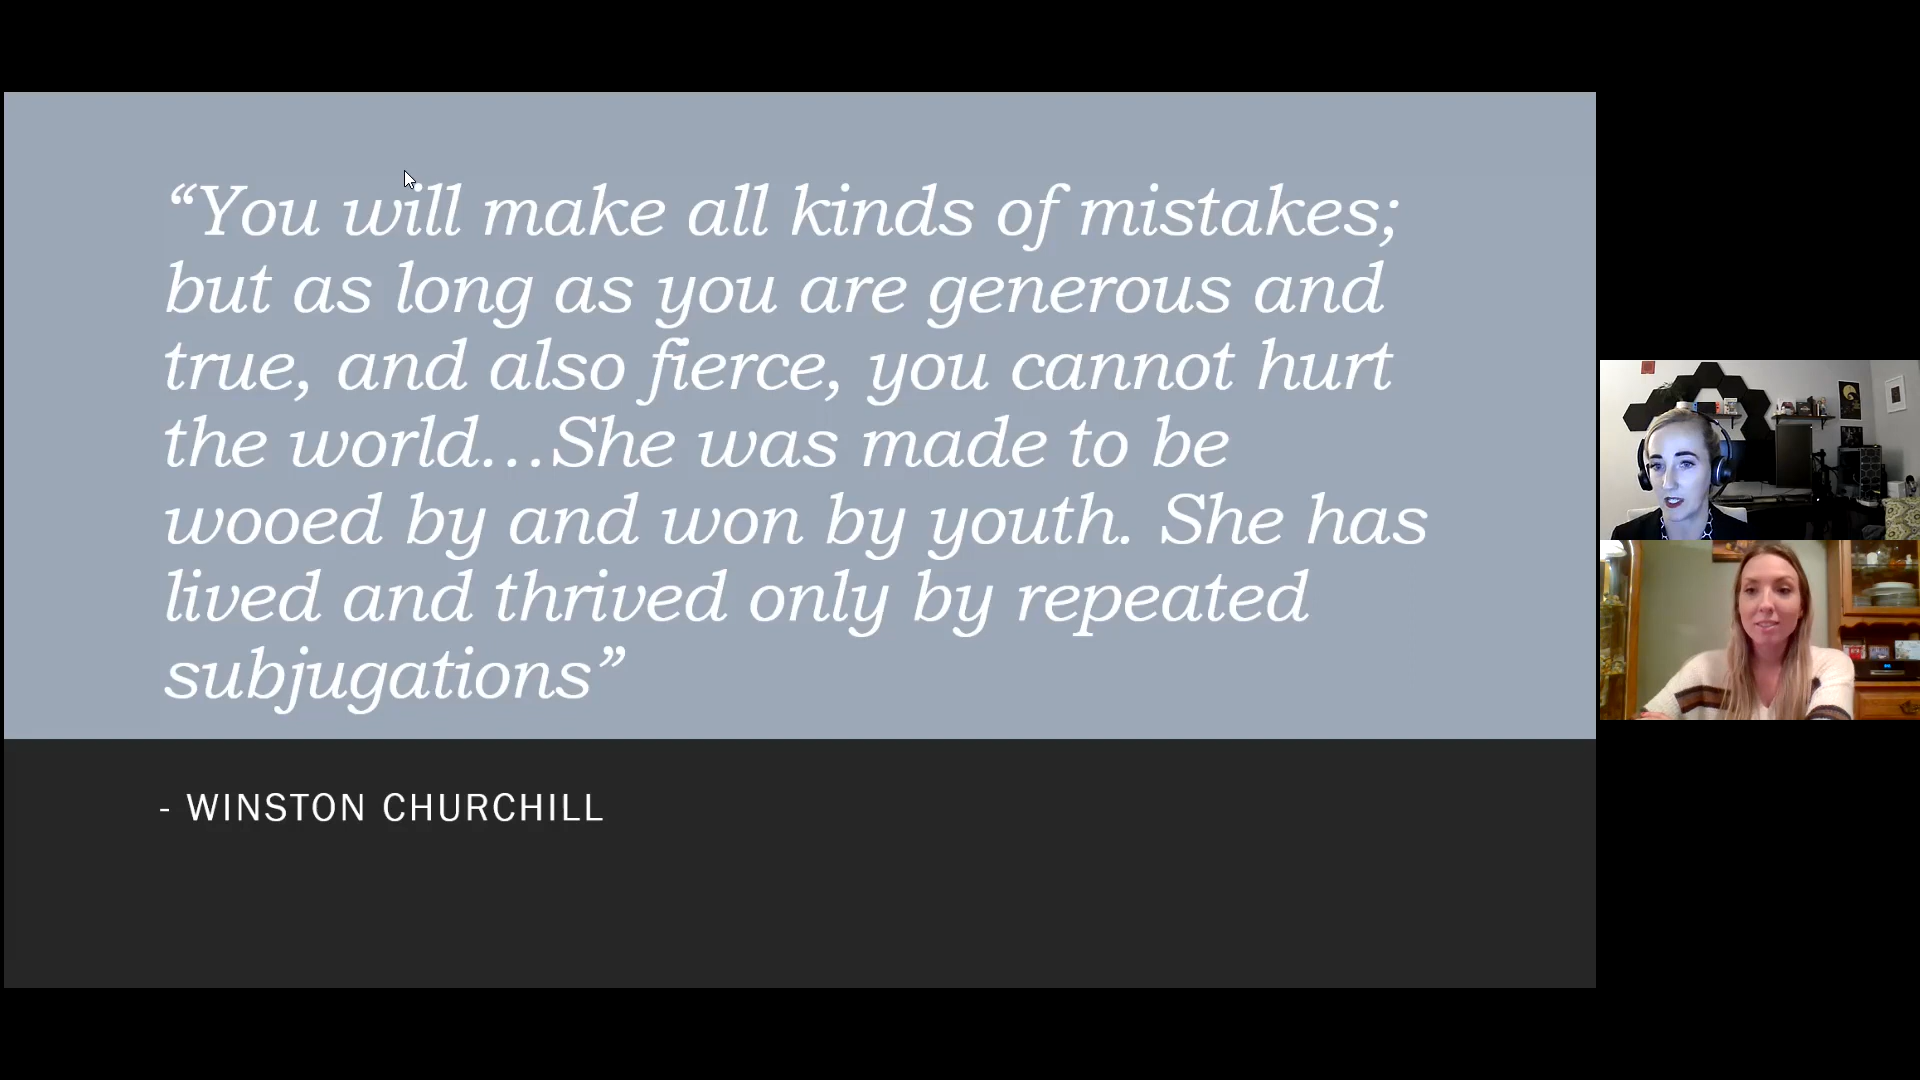 “You will make all kinds of mistakes;
but as long as you are generous and
true, and also fierce, you cannot hurt
the world…She was made to be
wooed by and won by youth. She has
lived and thrived only by repeated
subjugations”
- WINSTON CHURCHILL